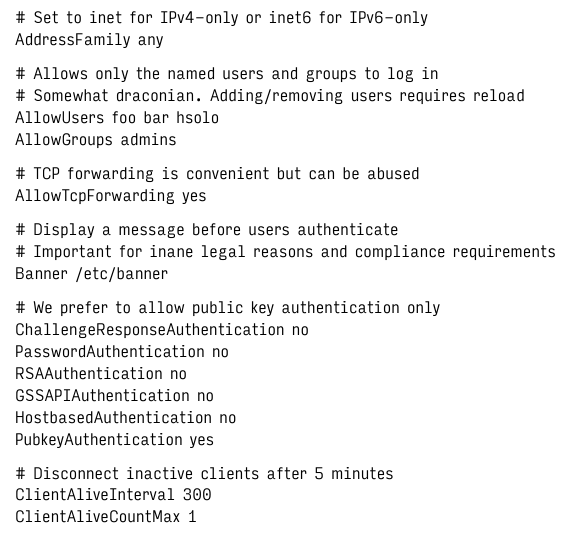 # Set to inet for IPv4-only or inet6 for IPv6-only
AddressFamily any
# Allows only the named users and groups to log in
# Somewhat draconian. Adding/removing users requires reload
AllowUsers foo bar hsolo
AllowGroups admins
# TCP forwarding is convenient but can be abused
AllowTcpForwarding yes
# Display a message before users authenticate
# Important for inane legal reasons and compliance requirements
Banner /etc/banner
# We prefer to allow public key authentication only
ChallengeResponseAuthentication no
PasswordAuthentication no
RSAAuthentication no
GSSAPIAuthentication no
HostbasedAuthentication no
PubkeyAuthentication yes
# Disconnect inactive clients after 5 minutes
ClientAliveInterval 300
ClientAliveCountMax 1